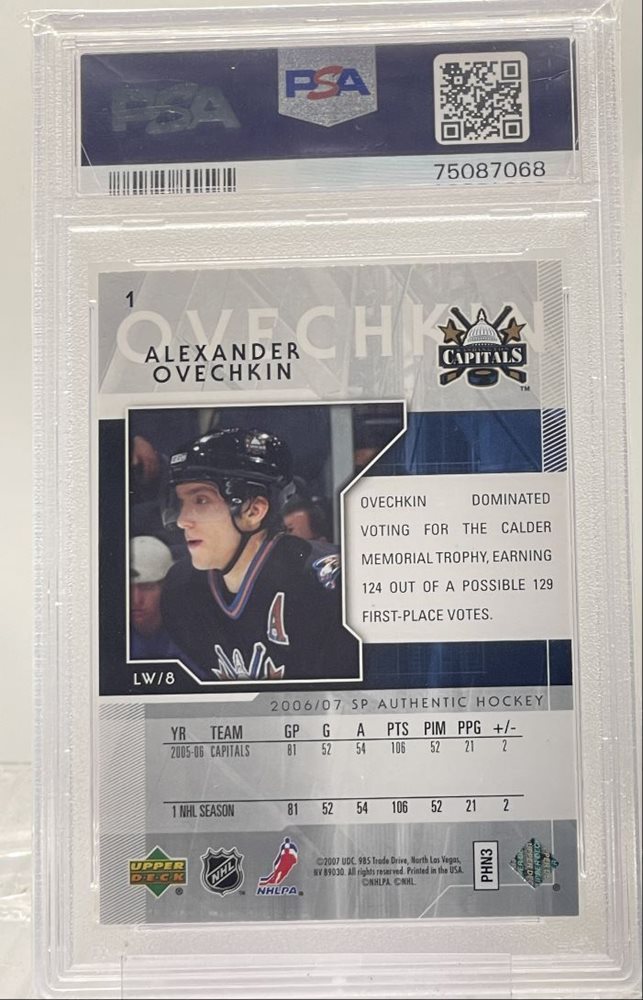 PSA
PSA
75087068
1
OVECHKIN
ALEXANDER
OVECHKIN
CAPITALS
TM
OVECHKIN DOMINATED
VOTING FOR THE CALDER
MEMORIAL TROPHY, EARNING
124 OUT OF A POSSIBLE 129
FIRST-PLACE VOTES.
A
LW/8
2006/07 SP AUTHENTIC HOCKEY
YR TEAM GP G A PTS PIM PPG +/-
2005-06 CAPITALS 81 52 54 106 52 21 2
1 NHL SEASON 81 52 54 106 52 21 2
UPPER
DECK
®
NHL
TM
NHLPA
®
©2007 UDC. 985 Trade Drive, North Las Vegas,
NV 89030. All rights reserved. Printed in the USA.
©NHLPA. ©NHL.
PHN3
®